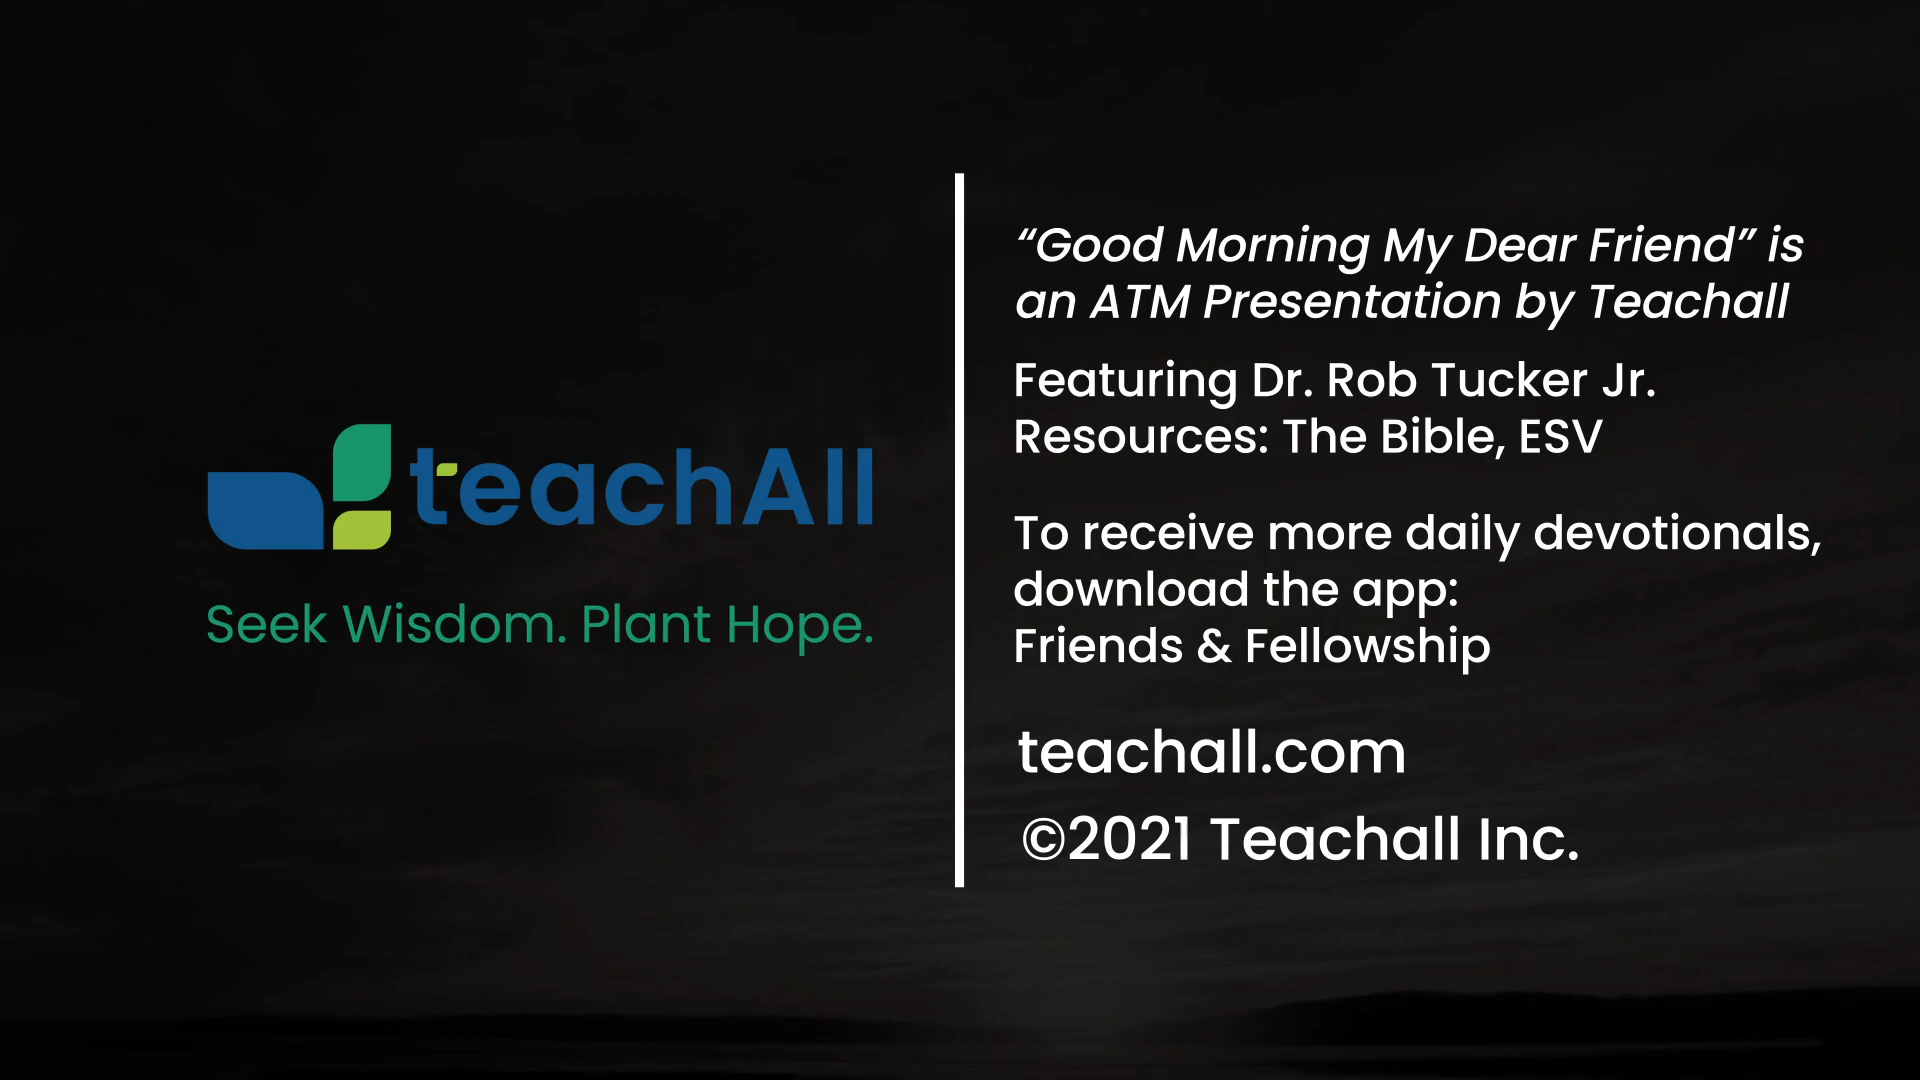 teachAll
Seek Wisdom. Plant Hope.
“Good Morning My Dear Friend” is
an ATM Presentation by Teachall
Featuring Dr. Rob Tucker Jr.
Resources: The Bible, ESV
To receive more daily devotionals,
download the app:
Friends & Fellowship
teachall.com
©2021 Teachall Inc.